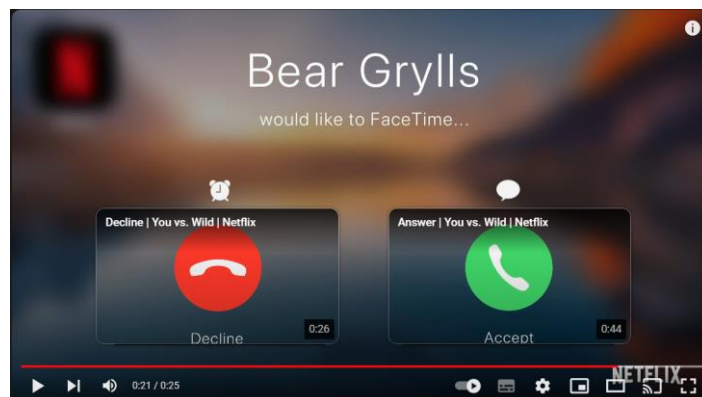 Bear Grylls
would like to FaceTime...
Decline | You vs. Wild | Netflix
Answer | You vs. Wild | Netflix
0:26
0:44
Decline
Accept
0:21 / 0:25
NETFLIX